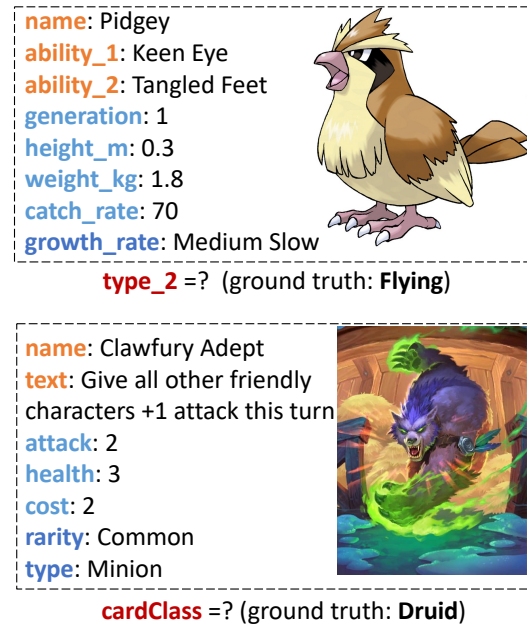 name: Pidgey
ability_1: Keen Eye
ability_2: Tangled Feet
generation: 1
height_m: 0.3
weight_kg: 1.8
catch_rate: 70
growth_rate: Medium Slow
type_2 =? (ground truth: Flying)
name: Clawfury Adept
text: Give all other friendly
characters +1 attack this turn
attack: 2
health: 3
cost: 2
rarity: Common
type: Minion
cardClass =? (ground truth: Druid)